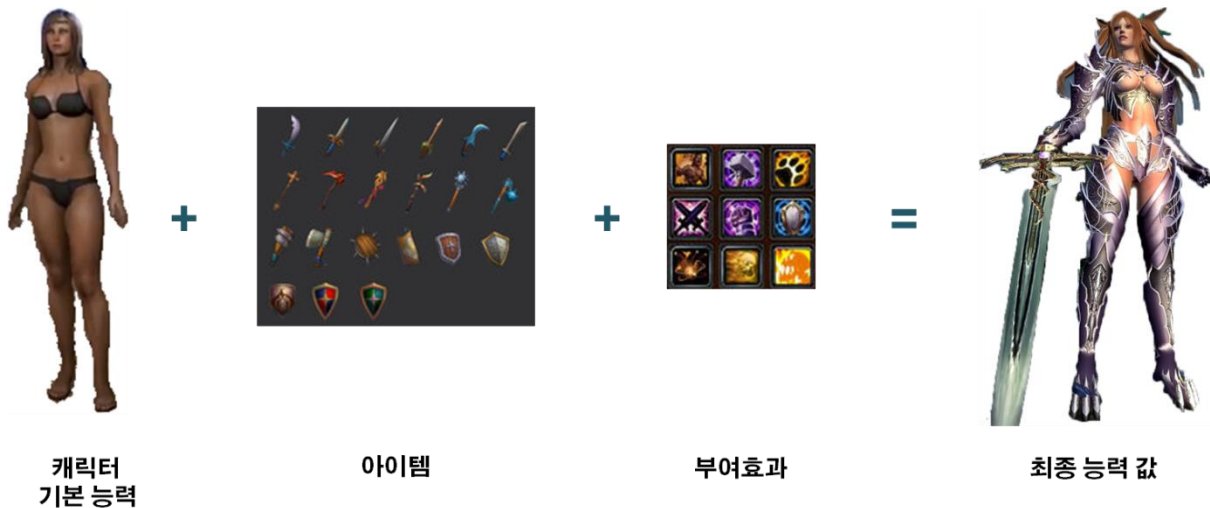 캐릭터
기본 능력
아이템
부여효과
최종 능력 값